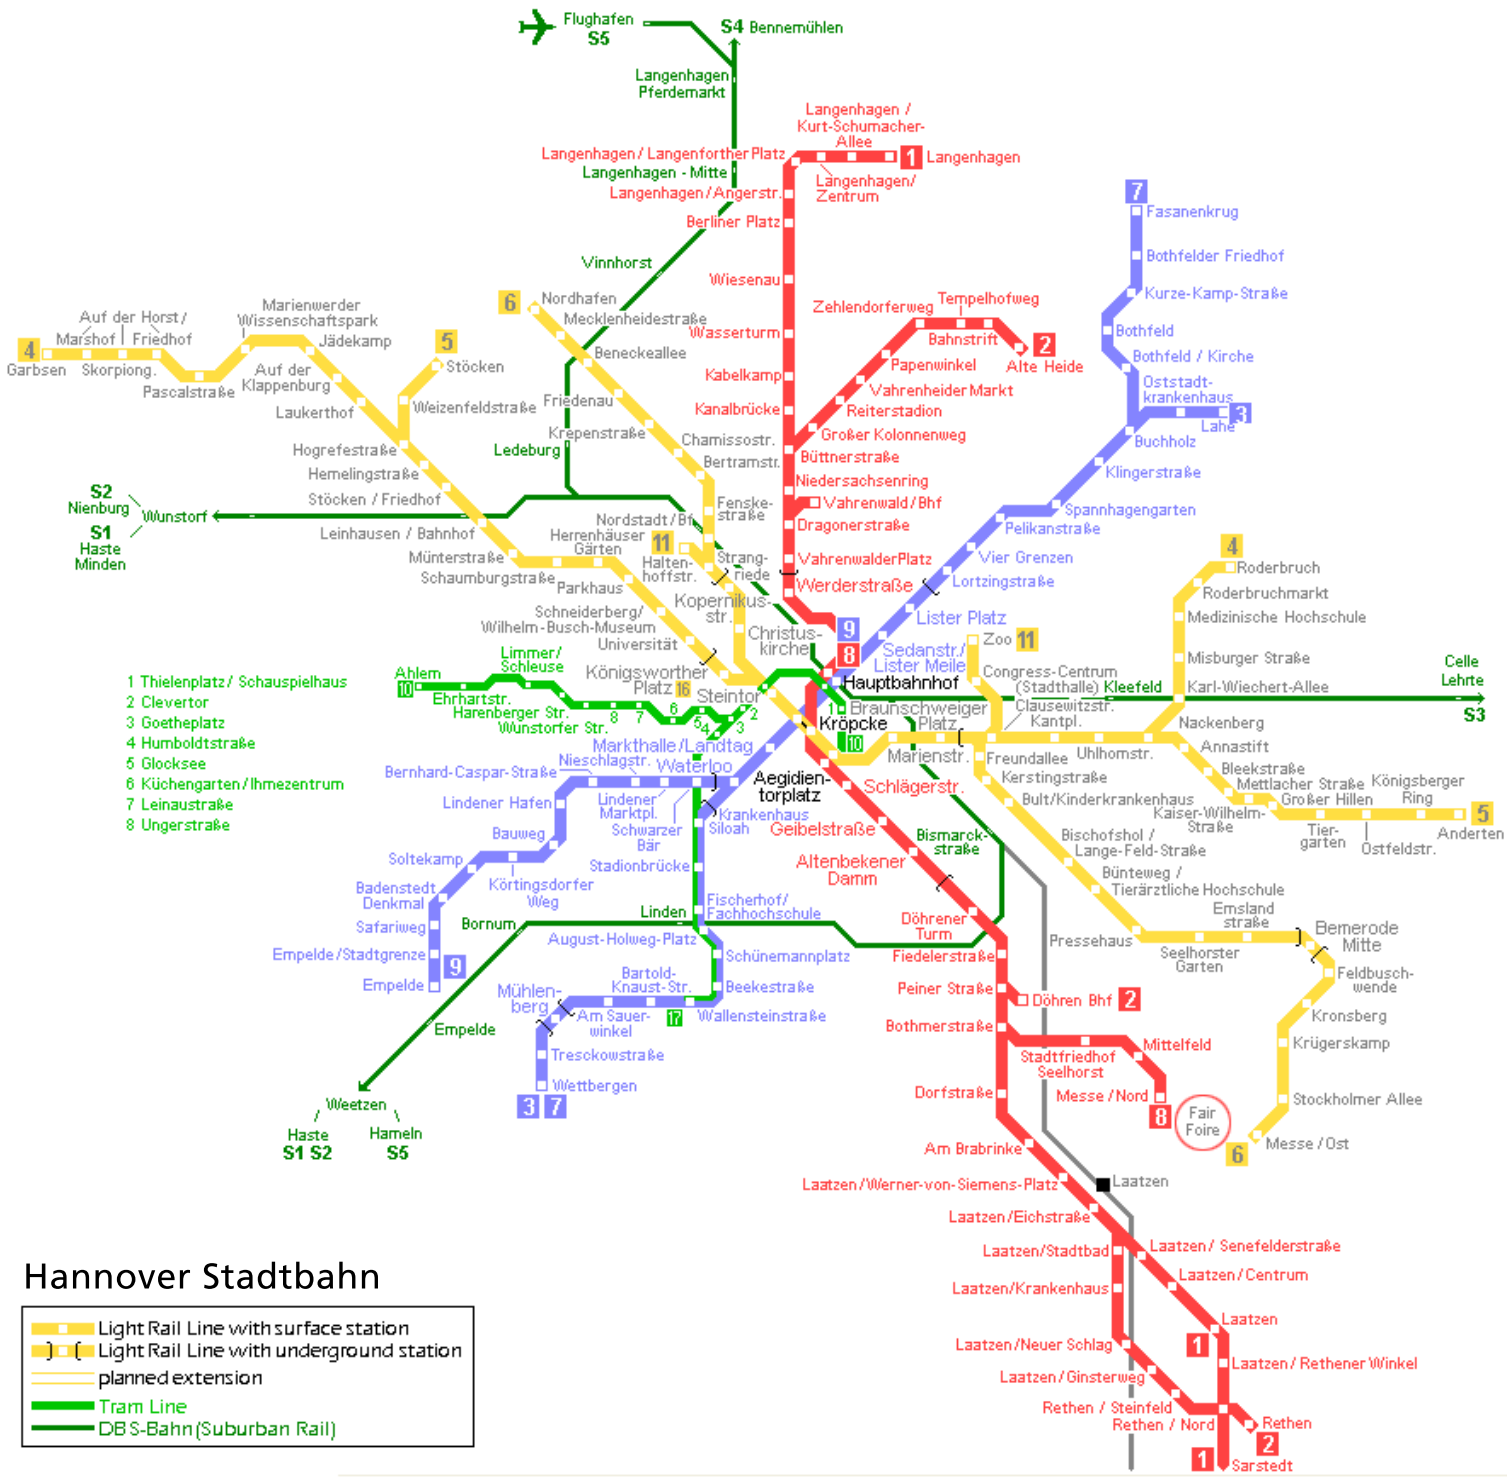 Flughafen
S5
S4 Bennemühlen
Langenhagen
Pferdemarkt
Langenhagen /
Kurt-Schumacher-
Allee
Langenhagen / Langenforther Platz
1 Langenhagen
Langenhagen - Mitte
Langenhagen/
Zentrum
Langenhagen / Angerstr.
7
Fasanenkrug
Berliner Platz
Bothfelder Friedhof
Vinnhorst
Wiesenau
Kurze-Kamp-Straße
6
Nordhafen
Mecklenheidestraße
Zehlendorferweg
Tempelhofweg
Marienwerder
Wissenschaftspark
Auf der Horst /
Marshof
Friedhof
Jädekamp
Wasserturm
Bahnstrift
2
Bothfeld
4
Garbsen
Skorpiong.
5
Stöcken
Beneckeallee
Papenwinkel
Alte Heide
Bothfeld / Kirche
Pascalstraße
Auf der
Klappenburg
Kabelkamp
Vahrenheider Markt
Oststadt-
krankenhaus
Laukerthof
Weizenfeldstraße
Friedenau
Kanalbrücke
Reiterstadion
3
Lahe
Hogrefestraße
Krepenstraße
Chamissostr.
Großer Kolonnenweg
Buchholz
Ledeburg
Bertramstr.
Büttnerstraße
Hemelingstraße
Klingerstraße
Niedersachsenring
S2
Nienburg
Stöcken / Friedhof
Fenske-
straße
Vahrenwald / Bhf
Spannhagengarten
Wunstorf
S1
Haste
Minden
Leinhausen / Bahnhof
Nordstadt / Bf.
Dragonerstraße
Pelikanstraße
Herrenhäuser
Gärten
11
Münterstraße
Halten-
hoffstr.
Strang-
riede
Vahrenwalder Platz
Vier Grenzen
4
Roderbruch
Schaumburgstraße
Werderstraße
Lortzingstraße
Parkhaus
Kopernikus-
str.
Roderbruchmarkt
Schneiderberg/
Wilhelm-Busch-Museum
Lister Platz
Medizinische Hochschule
Universität
Christus-
kirche
9
8
Sedanstr./
Lister Meile
Zoo 11
Misburger Straße
Limmer/
Schleuse
Königsworther
Platz 16
Congress-Centrum
(Stadthalle)
Kleefeld
Karl-Wiechert-Allee
Celle
Lehrte
S3
Ahlem
10
Ehrhartstr.
Steintor
Hauptbahnhof
Harenberger Str.
Wunstorfer Str.
8 7 6 5 4 3 2 1
Braunschweiger
Platz
Clausewitzstr.
Kantpl.
Nackenberg
Kröpcke
10
1 Thielenplatz / Schauspielhaus
2 Clevertor
3 Goetheplatz
4 Humboldtstraße
5 Glocksee
6 Küchengarten / Ihmezentrum
7 Leinaustraße
8 Ungerstraße
Markthalle / Landtag
Marienstr.
Freundallee
Uhlhornstr.
Annastift
Nieschlagstr.
Waterloo
Bernhard-Caspar-Straße
Aegidien-
torplatz
Kerstingstraße
Bleekstraße
Lindener Hafen
Lindener
Marktpl.
Schlägerstr.
Bult/Kinderkrankenhaus
Mettlacher Straße
Königsberger
Ring
Großer Hillen
Kaiser-Wilhelm-
Straße
5
Schwarzer
Bär
Krankenhaus
Siloah
Geibelstraße
Bauweg
Bismarck-
straße
Bischofshol /
Lange-Feld-Straße
Tier-
garten
Ostfeldstr.
Anderten
Soltekamp
Stadionbrücke
Altenbekener
Damm
Körtingsdorfer
Weg
Bünteweg /
Tierärztliche Hochschule
Badenstedt
Denkmal
Fischerhof/
Fachhochschule
Linden
Bornum
Döhrener
Turm
Emsland
straße
Safariweg
August-Holweg-Platz
Pressehaus
Bemerode
Mitte
Empelde / Stadtgrenze
9
Schünemannplatz
Fiedelerstraße
Seelhorster
Garten
Feldbusch-
wende
Empelde
Mühlen-
berg
Bartold-
Knaust-Str.
Beekestraße
Peiner Straße
Döhren Bhf 2
Am Sauer-
winkel
17
Wallensteinstraße
Kronsberg
Empelde
Bothmerstraße
Mittelfeld
Krügerskamp
Tresckowstraße
Stadtfriedhof
Seelhorst
Wettbergen
3 7
Dorfstraße
Messe / Nord
8
Fair
Foire
Stockholmer Allee
Weetzen
Haste
S1 S2
Hameln
S5
Am Brabrinke
6
Messe / Ost
Laatzen / Werner-von-Siemens-Platz
Laatzen
Laatzen / Eichstraße
Laatzen / Stadtbad
Laatzen / Senefelderstraße
Hannover Stadtbahn
Laatzen / Krankenhaus
Laatzen / Centrum
Laatzen
1
Light Rail Line with surface station
Light Rail Line with underground station
planned extension
Tram Line
DB S-Bahn (Suburban Rail)
Laatzen / Neuer Schlag
Laatzen / Rethener Winkel
Laatzen / Ginsterweg
Rethen / Steinfeld
Rethen / Nord
Rethen
2
1
Sarstedt